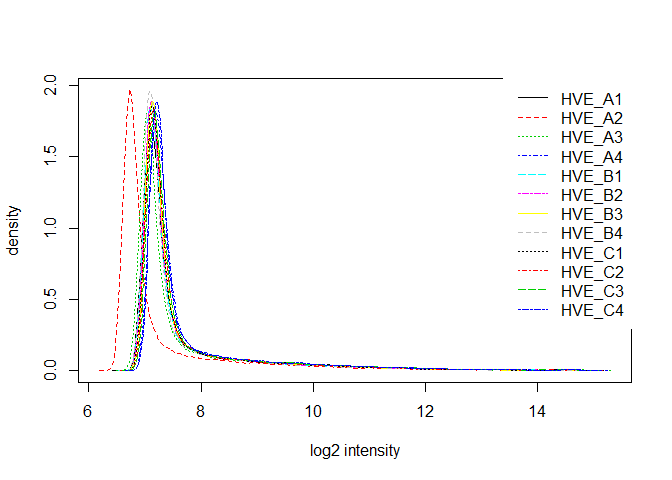 2.0
1.5
1.0
0.5
0.0
density
6
8
10
12
14
log2 intensity
HVE_A1
HVE_A2
HVE_A3
HVE_A4
HVE_B1
HVE_B2
HVE_B3
HVE_B4
HVE_C1
HVE_C2
HVE_C3
HVE_C4